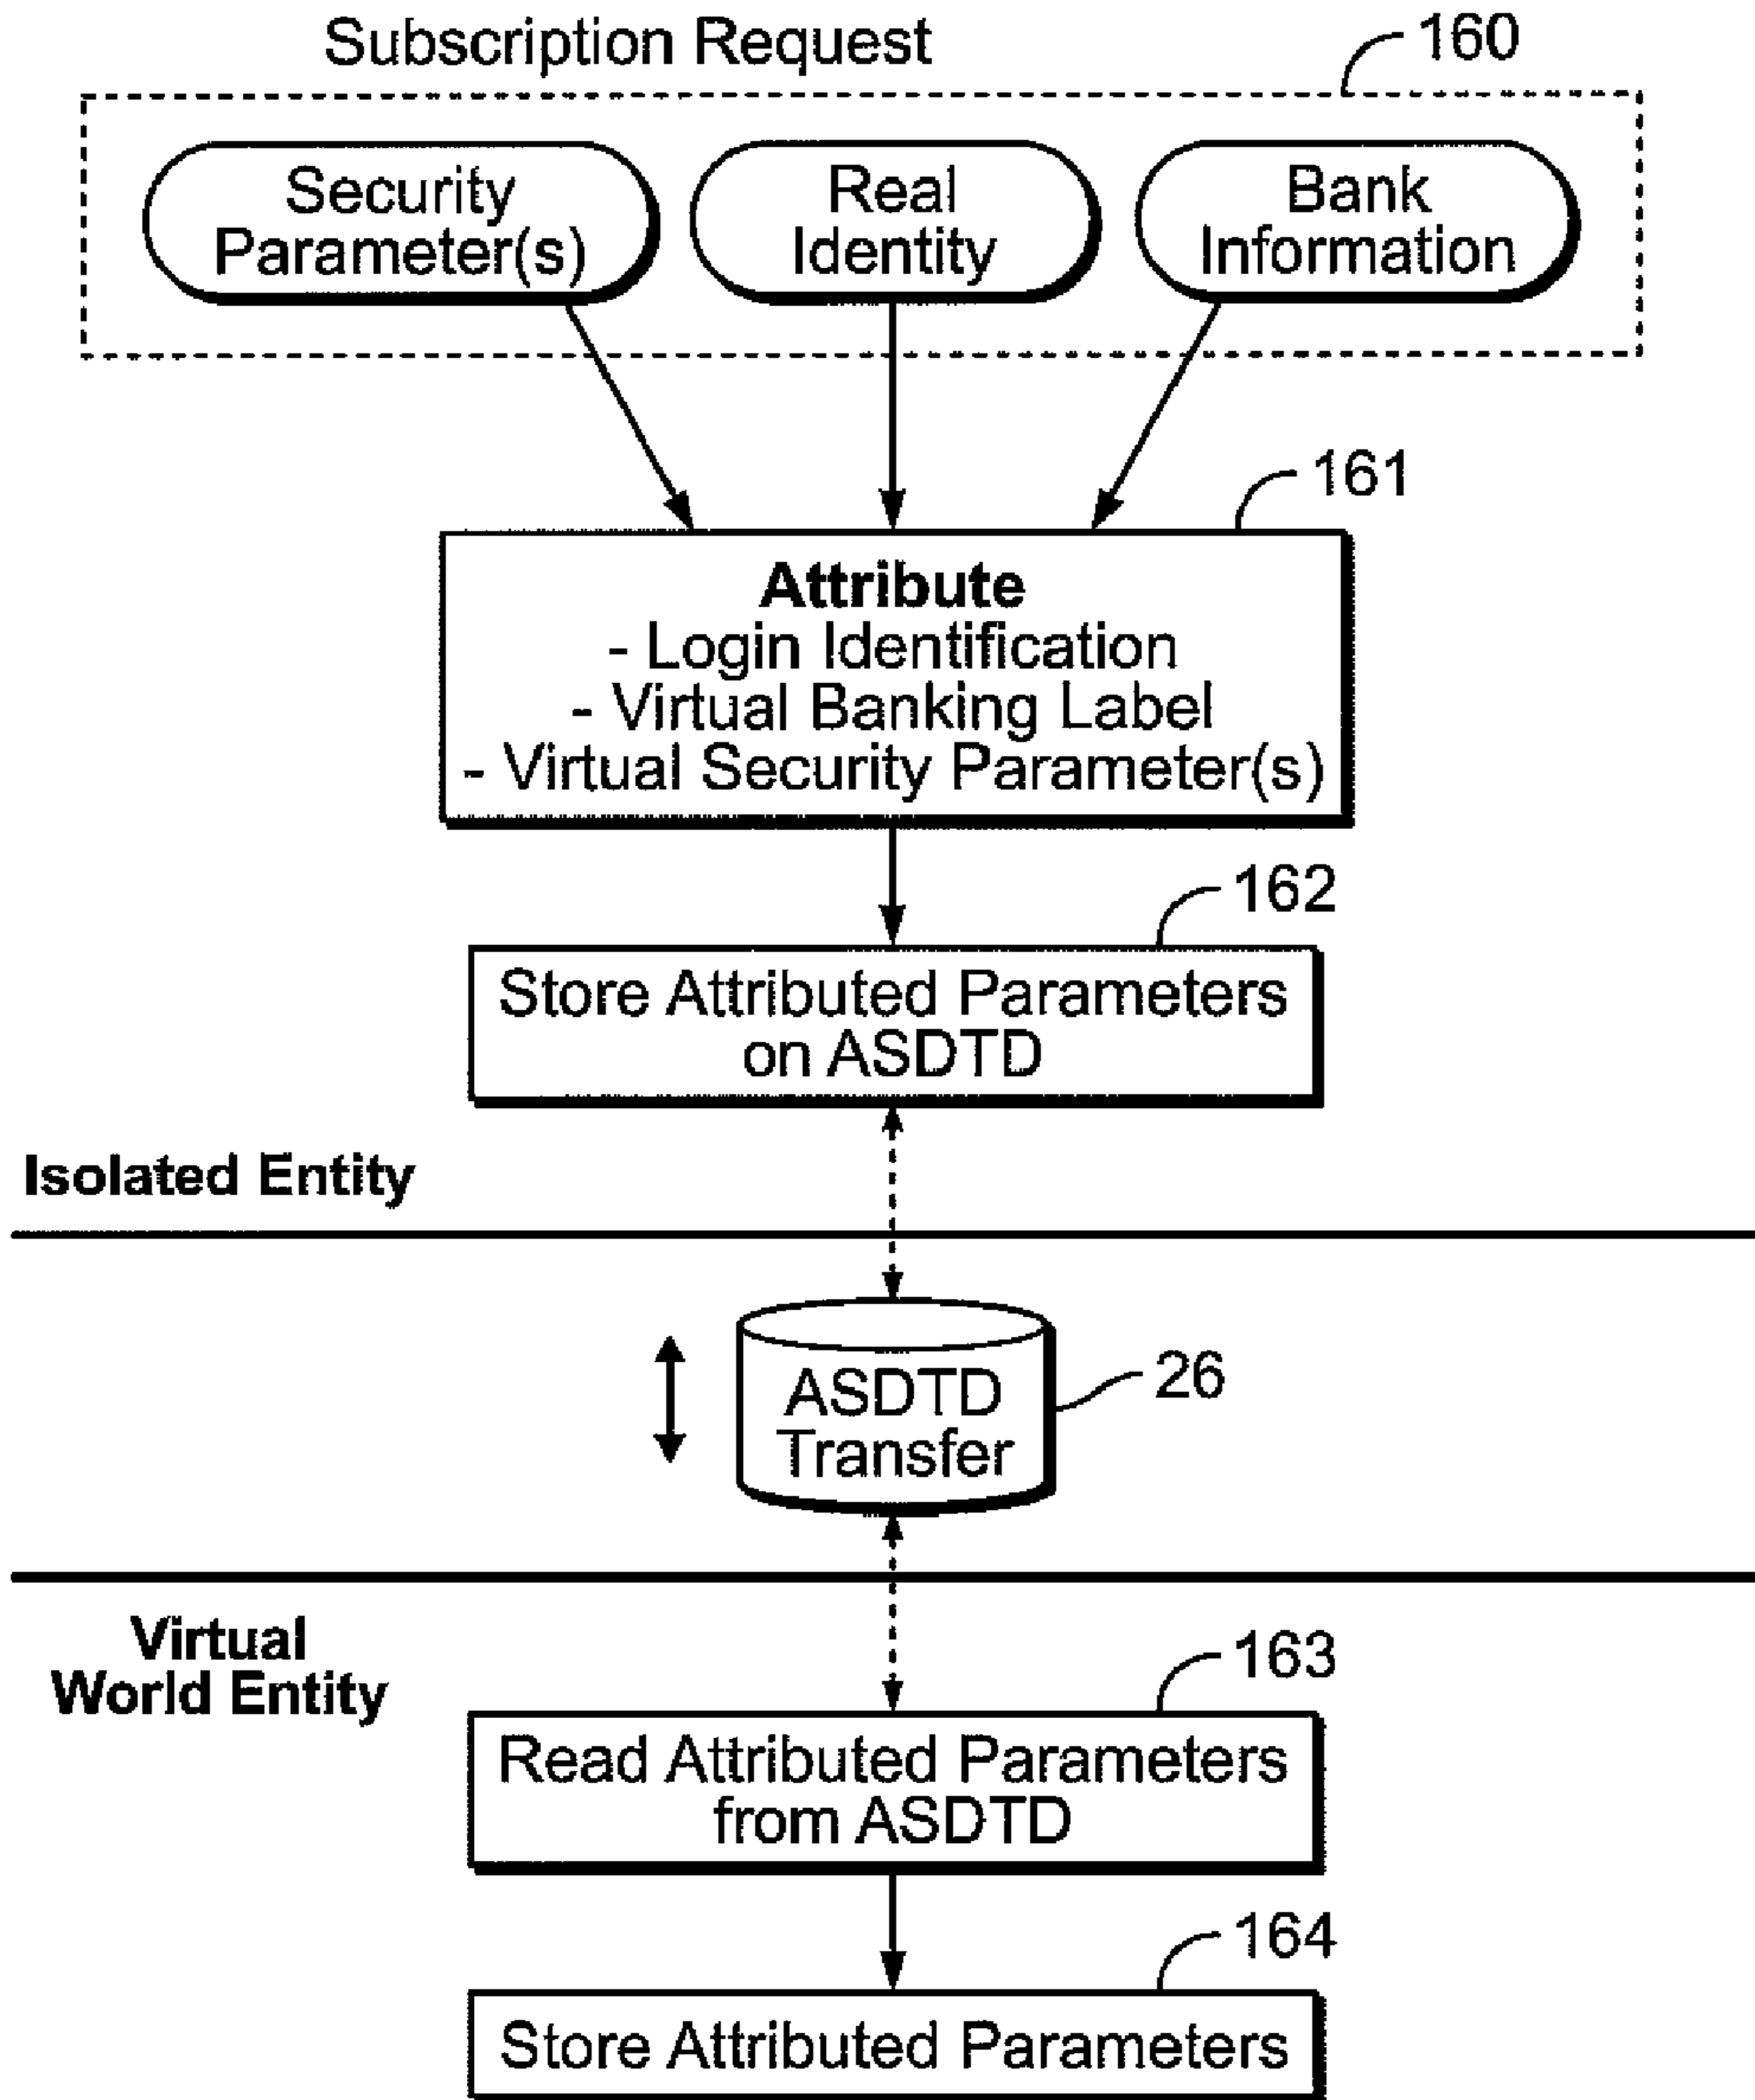 Subscription Request
160
Security
Parameter(s)
Real
Identity
Bank
Information
161
Attribute
- Login Identification
- Virtual Banking Label
- Virtual Security Parameter(s)
162
Store Attributed Parameters
on ASDTD
Isolated Entity
ASDTD
Transfer
26
Virtual
World Entity
163
Read Attributed Parameters
from ASDTD
164
Store Attributed Parameters